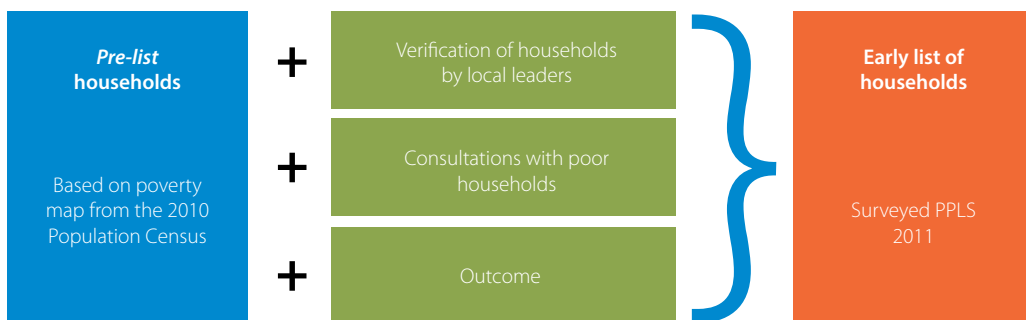 Pre-list
households
Based on poverty
map from the 2010
Population Census
+
Verification of households
by local leaders
+
Consultations with poor
households
+
Outcome
}
Early list of
households
Surveyed PPLS
2011